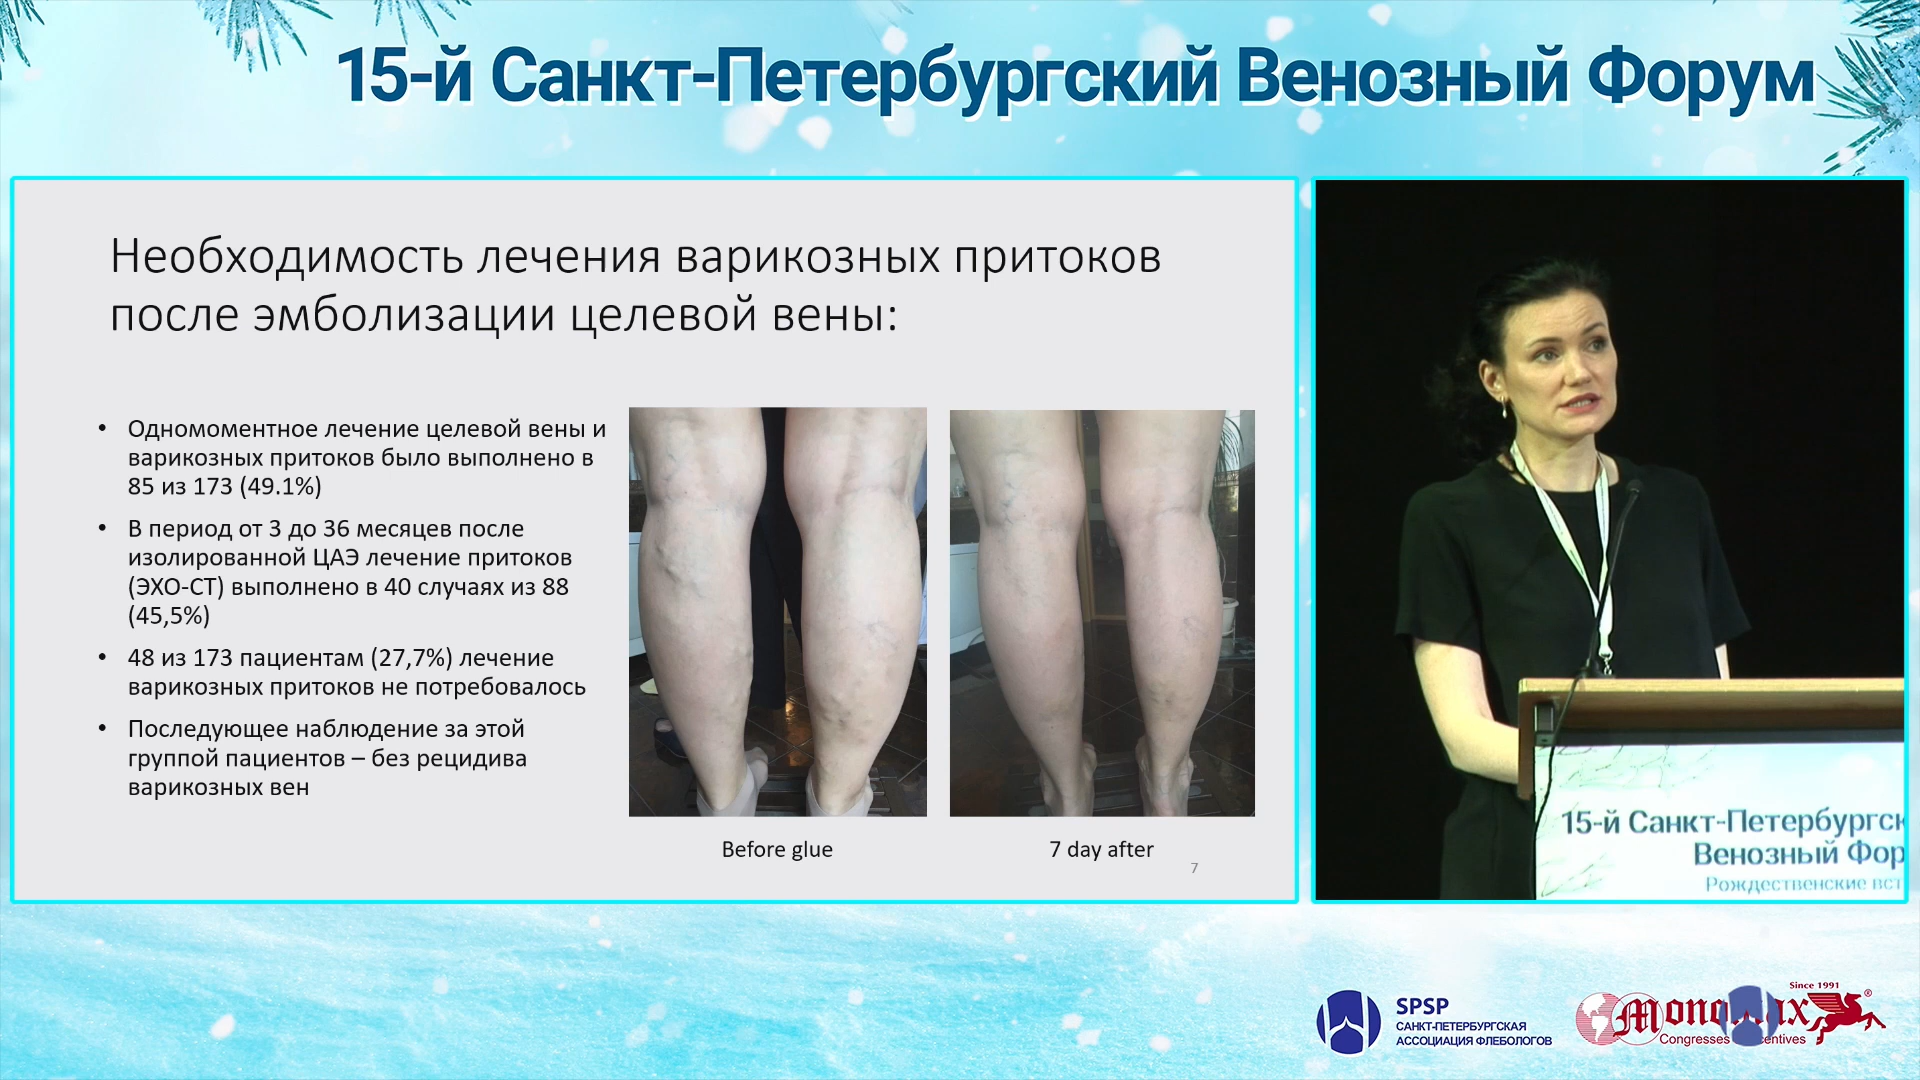 15-й Санкт-Петербургский Венозный Форум
Необходимость лечения варикозных притоков
после эмболизации целевой вены:
• Одномоментное лечение целевой вены и
варикозных притоков было выполнено в
85 из 173 (49.1%)
• В период от 3 до 36 месяцев после
изолированной ЦАЭ лечение притоков
(ЭХО-СТ) выполнено в 40 случаях из 88
(45,5%)
• 48 из 173 пациентам (27,7%) лечение
варикозных притоков не потребовалось
• Последующее наблюдение за этой
группой пациентов – без рецидива
варикозных вен
Before glue
7 day after
7
15-й Санкт-Петербургск
Венозный Фор
Рождественские вст
SPSP
САНКТ-ПЕТЕРБУРГСКАЯ
АССОЦИАЦИЯ ФЛЕБОЛОГОВ
Since 1991
®
Congresses